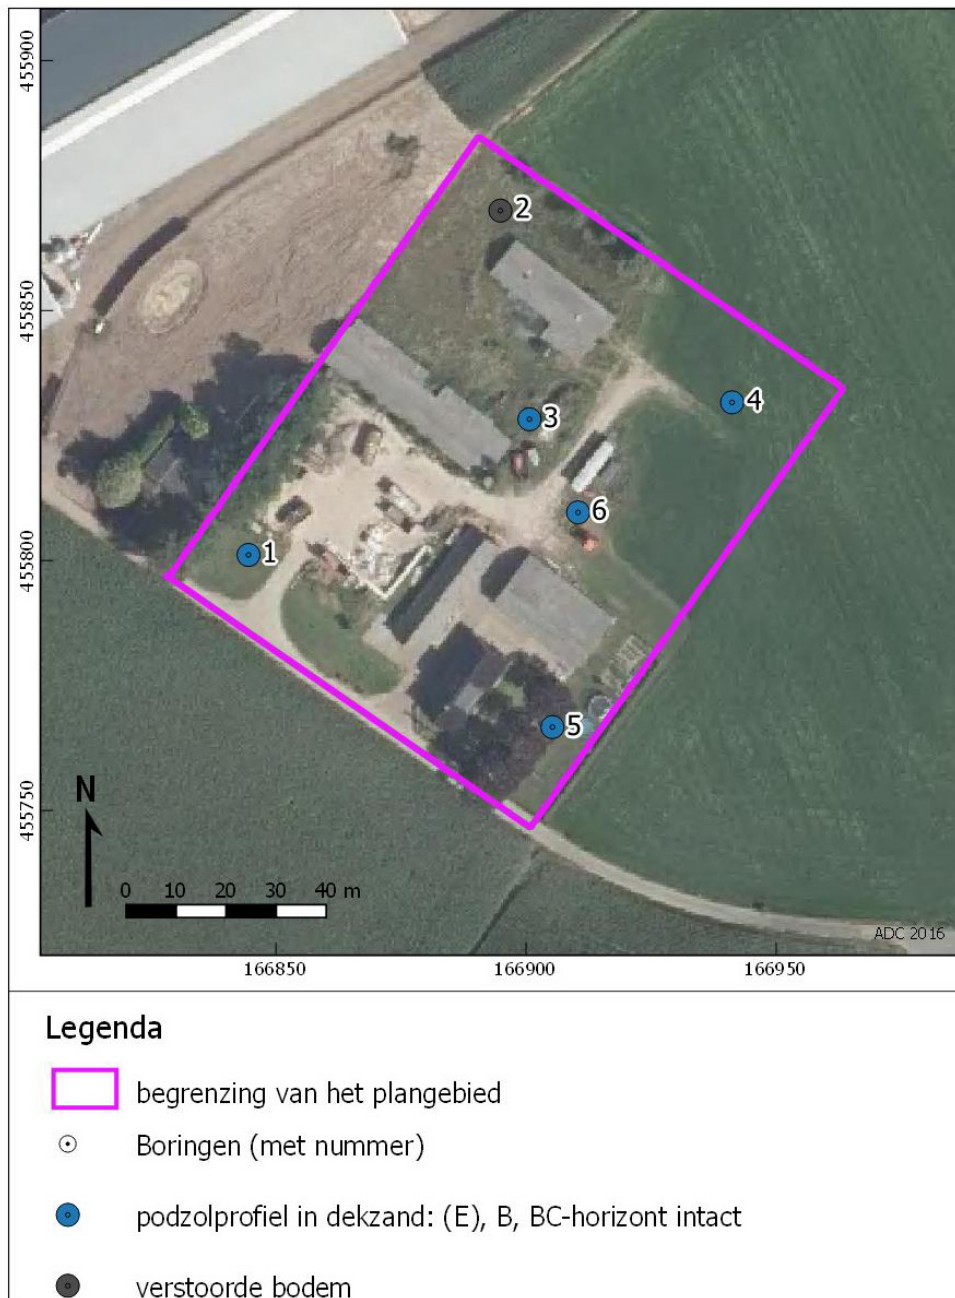 455900
2
455850
4
3
6
1
455800
5
455750
N
0 10 20 30 40 m
ADC 2016
166850 166900 166950
Legenda
begrenzing van het plangebied
Boringen (met nummer)
podzolprofiel in dekzand: (E), B, BC-horizont intact
verstoorde bodem